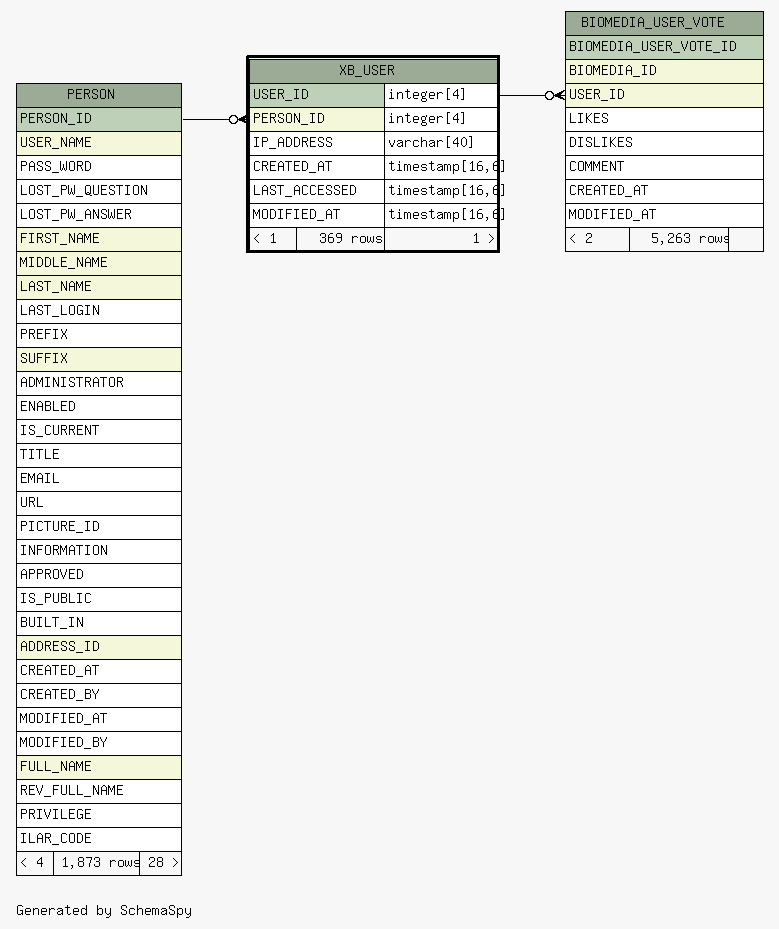 PERSON
PERSON_ID
USER_NAME
PASS_WORD
LOST_PW_QUESTION
LOST_PW_ANSWER
FIRST_NAME
MIDDLE_NAME
LAST_NAME
LAST_LOGIN
PREFIX
SUFFIX
ADMINISTRATOR
ENABLED
IS_CURRENT
TITLE
EMAIL
URL
PICTURE_ID
INFORMATION
APPROVED
IS_PUBLIC
BUILT_IN
ADDRESS_ID
CREATED_AT
CREATED_BY
MODIFIED_AT
MODIFIED_BY
FULL_NAME
REV_FULL_NAME
PRIVILEGE
ILAR_CODE
< 4 1,873 rows 28 >
XB_USER
USER_ID integer[4]
PERSON_ID integer[4]
IP_ADDRESS varchar[40]
CREATED_AT timestamp[16,6]
LAST_ACCESSED timestamp[16,6]
MODIFIED_AT timestamp[16,6]
< 1 369 rows 1 >
BIOMEDIA_USER_VOTE
BIOMEDIA_USER_VOTE_ID
BIOMEDIA_ID
USER_ID
LIKES
DISLIKES
COMMENT
CREATED_AT
MODIFIED_AT
< 2 5,263 rows
Generated by SchemaSpy